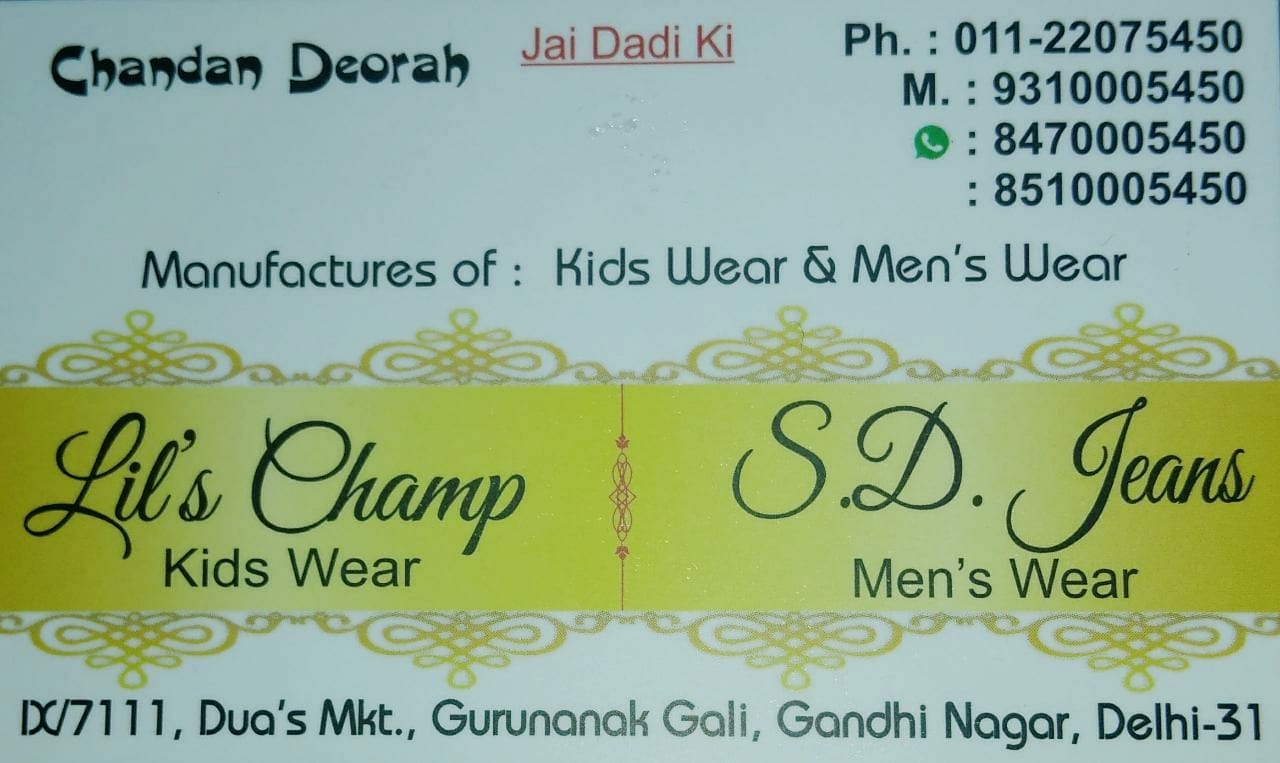 Chandan Deorah
Jai Dadi Ki
Ph. : 011-22075450
M. : 9310005450
: 8470005450
: 8510005450
Manufactures of : Kids Wear & Men's Wear
Lil's Champ
Kids Wear
S.D. Jeans
Men's Wear
IX/7111, Dua's Mkt., Gurunanak Gali, Gandhi Nagar, Delhi-31